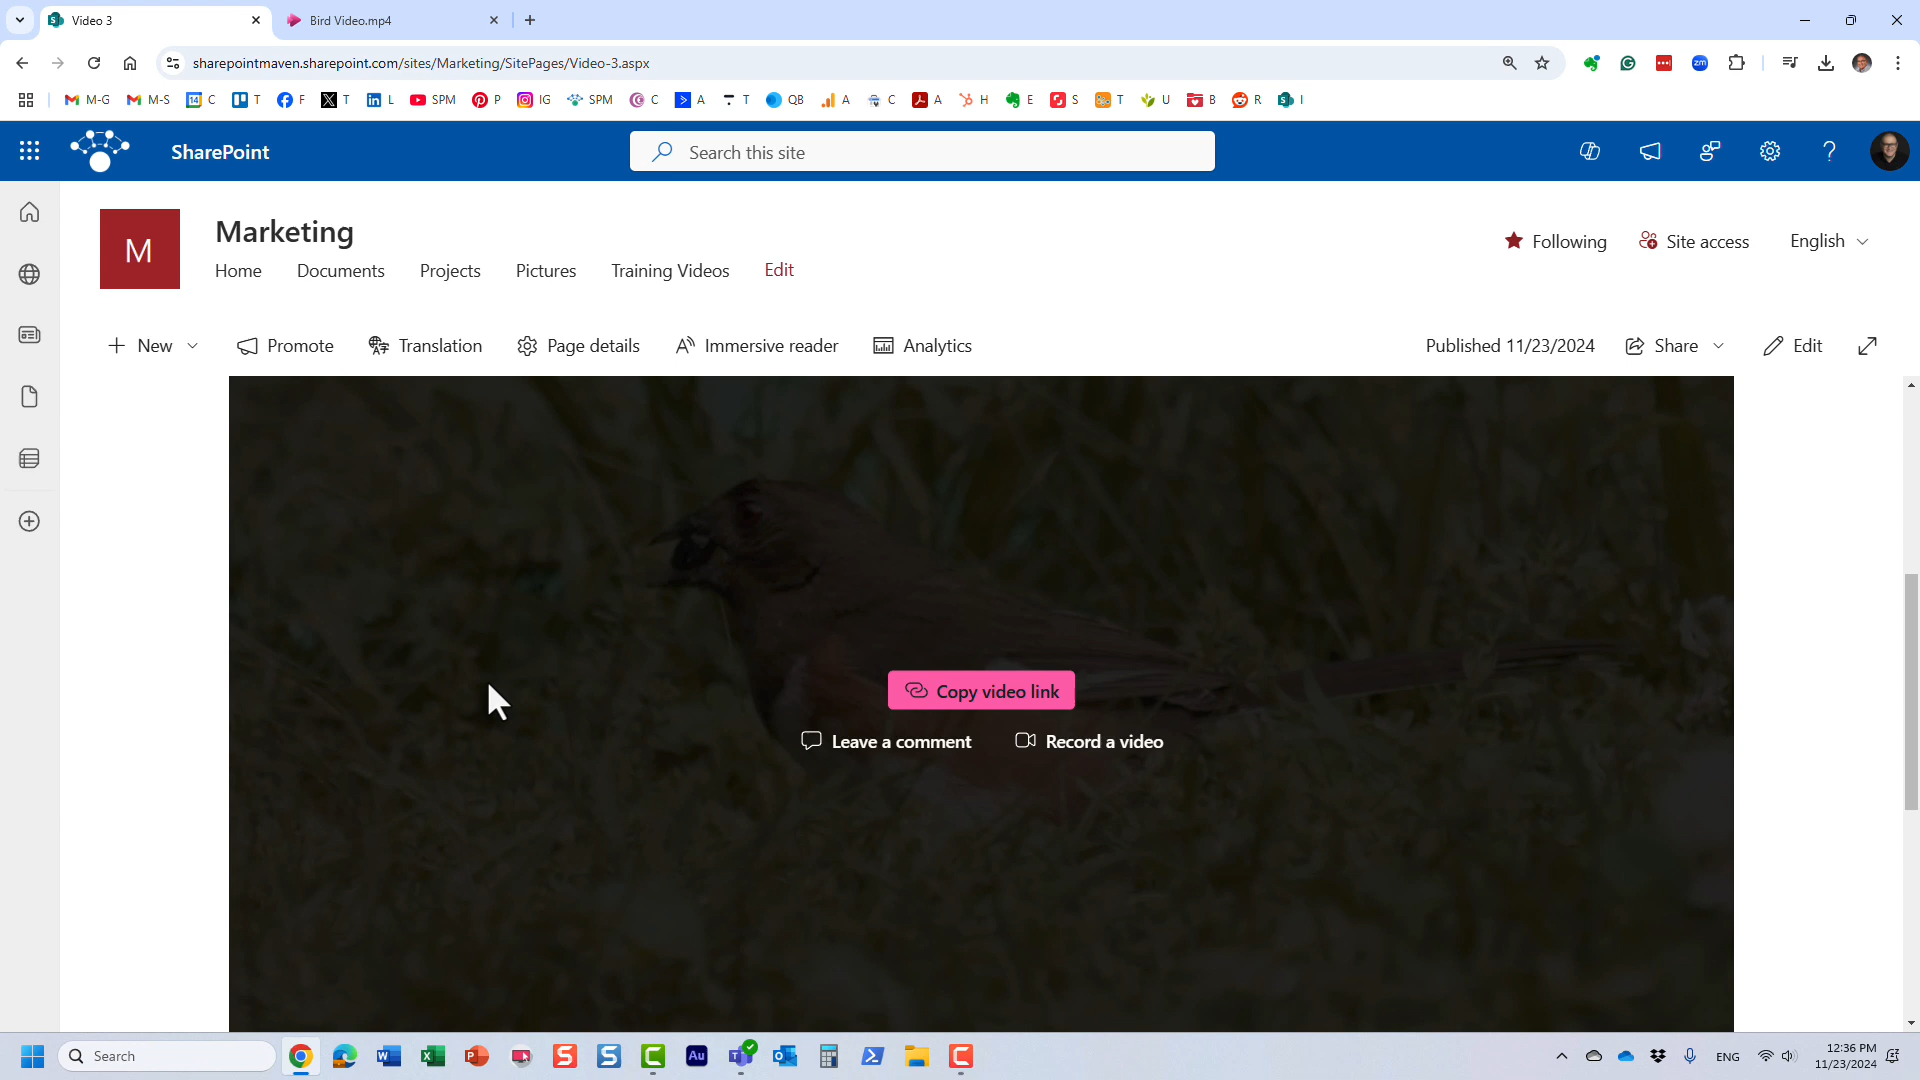 Video 3
Bird Video.mp4
sharepointmaven.sharepoint.com/sites/Marketing/SitePages/Video-3.aspx
M-G M-S C T F T L SPM P IG SPM C A T QB A C A H E S T U B R I
SharePoint
Search this site
M
Marketing
Following
Site access
English
Home
Documents
Projects
Pictures
Training Videos
Edit
New
Promote
Translation
Page details
Immersive reader
Analytics
Published 11/23/2024
Share
Edit
Copy video link
Leave a comment
Record a video
Search
ENG
12:36 PM
11/23/2024